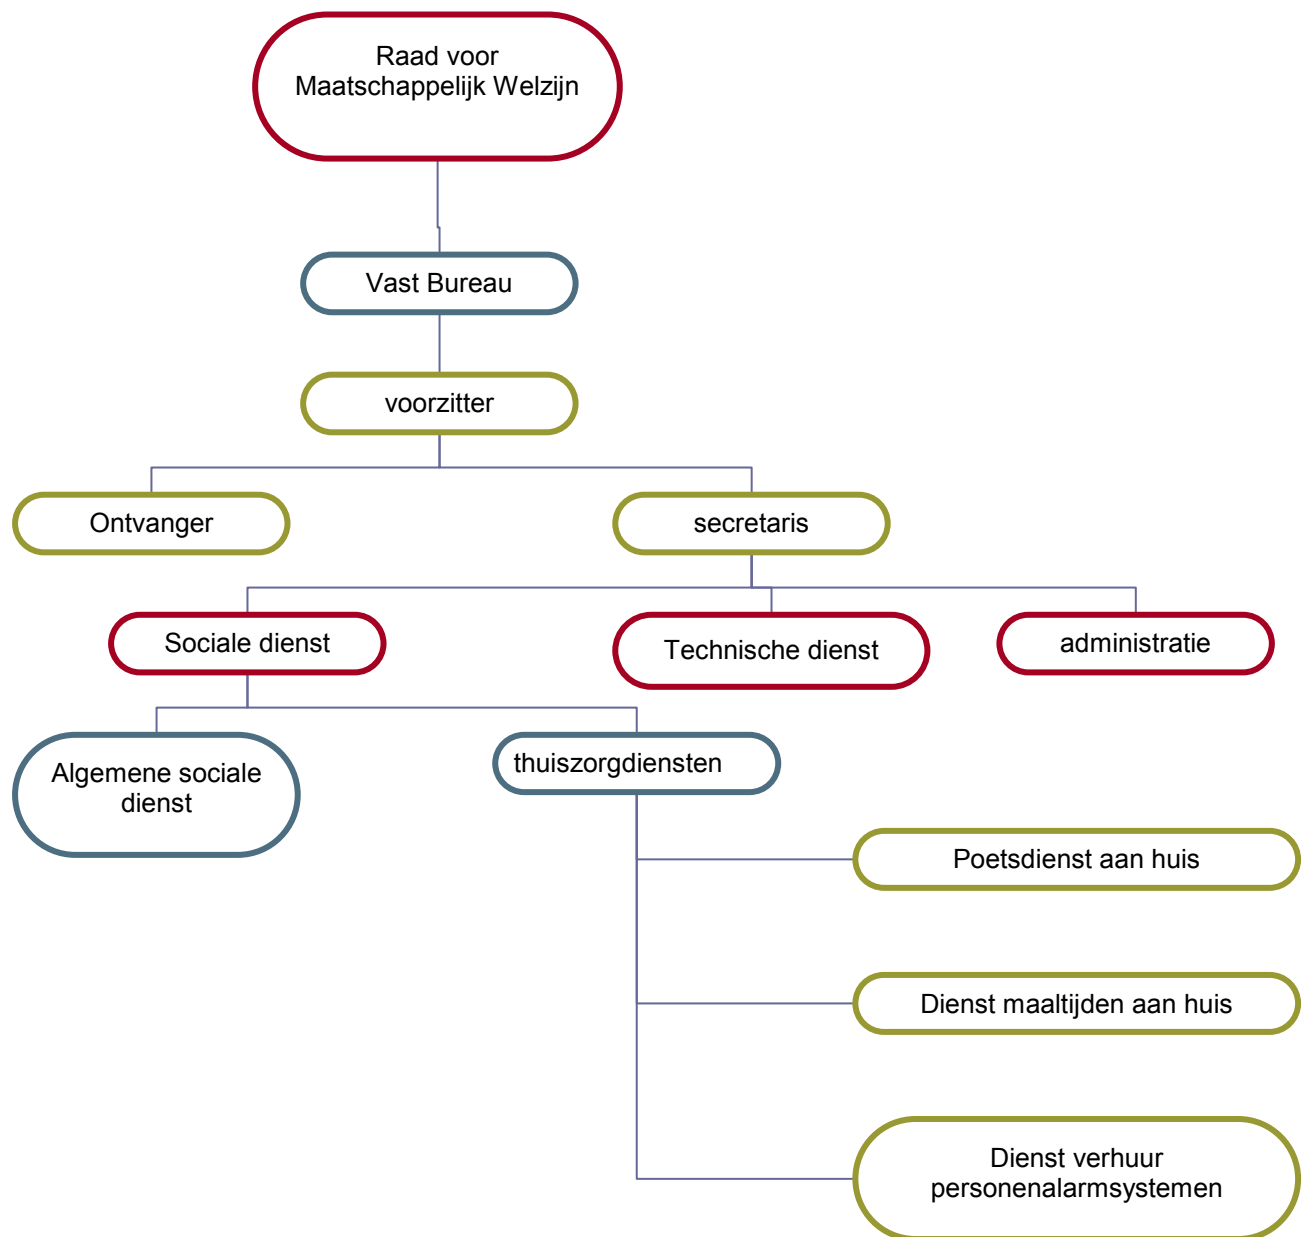 Raad voor
Maatschappelijk Welzijn
Vast Bureau
voorzitter
Ontvanger
secretaris
Sociale dienst
Technische dienst
administratie
Algemene sociale
dienst
thuiszorgdiensten
Poetsdienst aan huis
Dienst maaltijden aan huis
Dienst verhuur
personenalarmsystemen